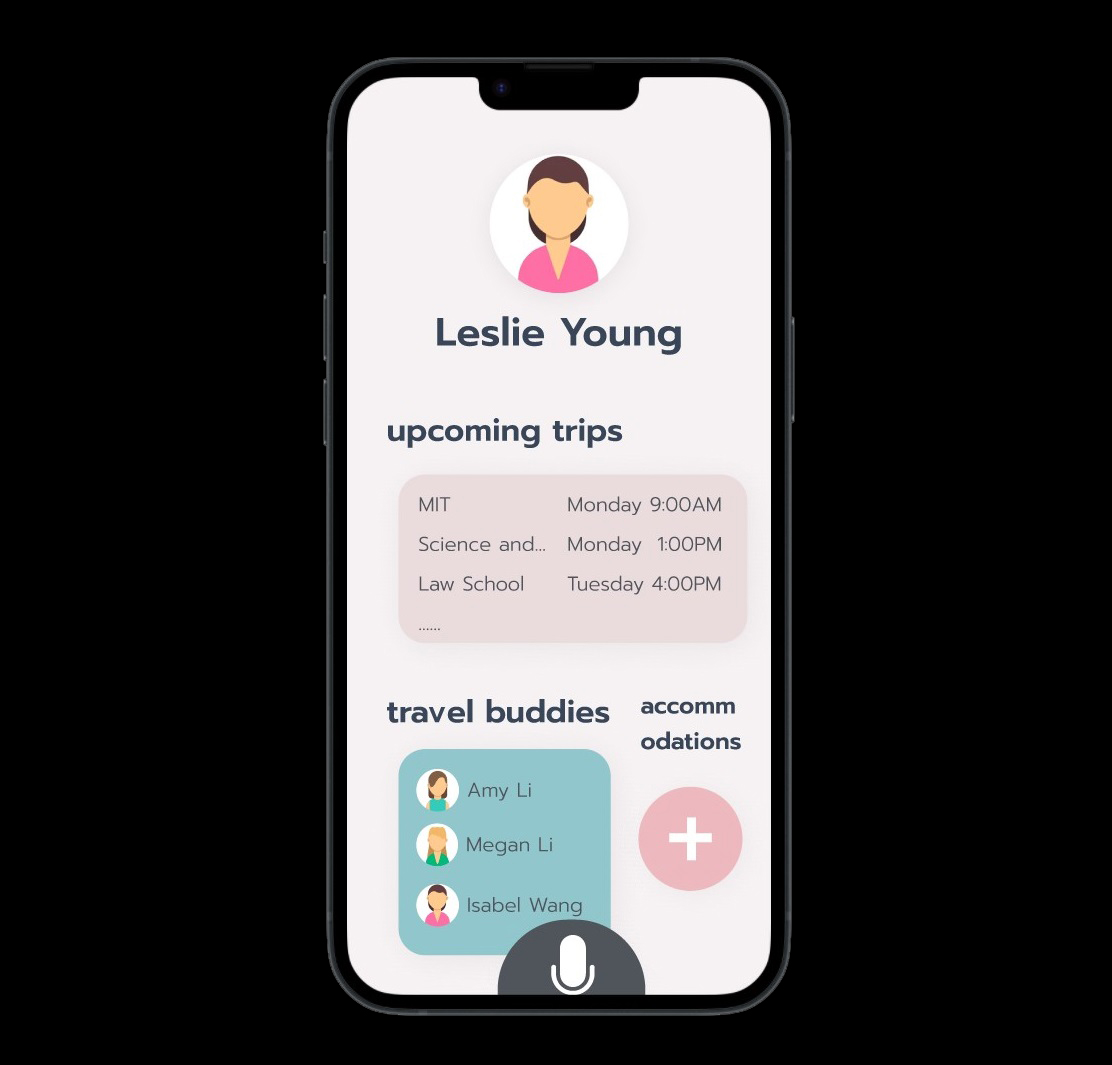 Leslie Young
upcoming trips
MIT Monday 9:00AM
Science and... Monday 1:00PM
Law School Tuesday 4:00PM
......
travel buddies
Amy Li
Megan Li
Isabel Wang
accomm
odations